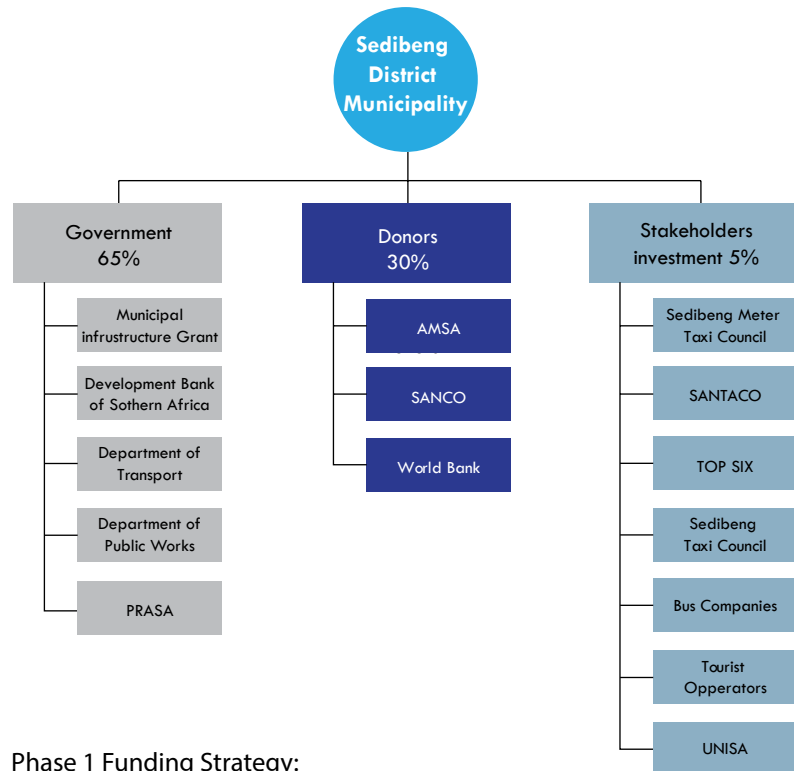 Sedibeng
District
Municipality
Government
65%
Municipal
infrustructure Grant
Development Bank
of Sothern Africa
Department of
Transport
Department of
Public Works
PRASA
Donors
30%
AMSA
SANCO
World Bank
Stakeholders
investment 5%
Sedibeng Meter
Taxi Council
SANTACO
TOP SIX
Sedibeng
Taxi Council
Bus Companies
Tourist
Opperators
UNISA
Phase 1 Funding Strategy: